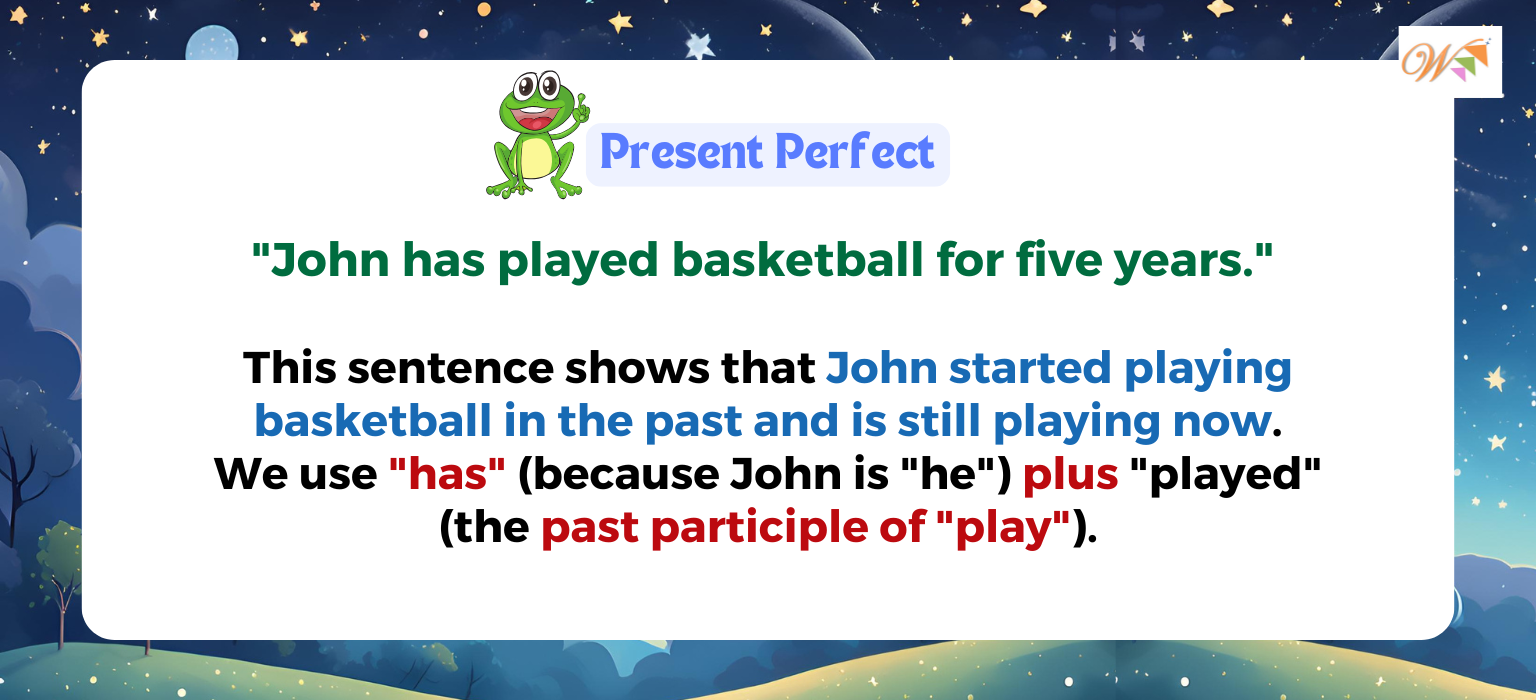 Present Perfect
"John has played basketball for five years."
This sentence shows that John started playing
basketball in the past and is still playing now.
We use "has" (because John is "he") plus "played"
(the past participle of "play").
W